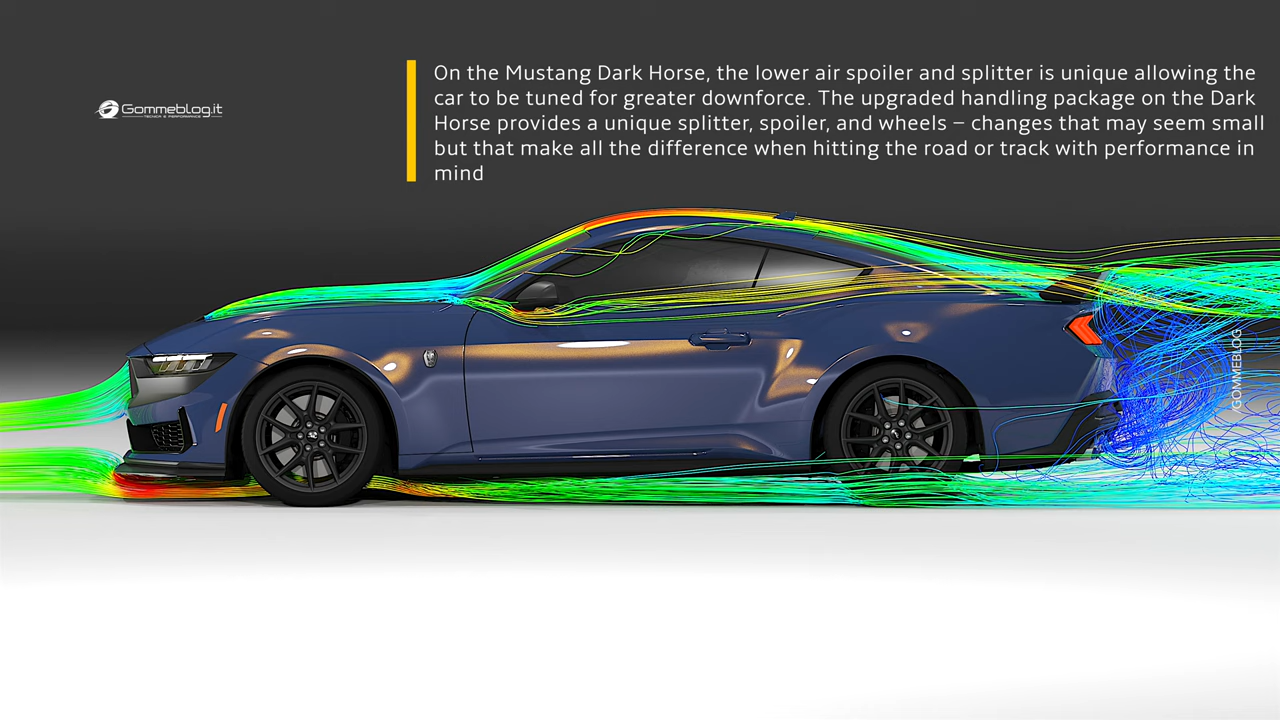 Gommeblog.it
TECNICA E PERFORMANCE
On the Mustang Dark Horse, the lower air spoiler and splitter is unique allowing the
car to be tuned for greater downforce. The upgraded handling package on the Dark
Horse provides a unique splitter, spoiler, and wheels – changes that may seem small
but that make all the difference when hitting the road or track with performance in
mind
GOMMEBLOG